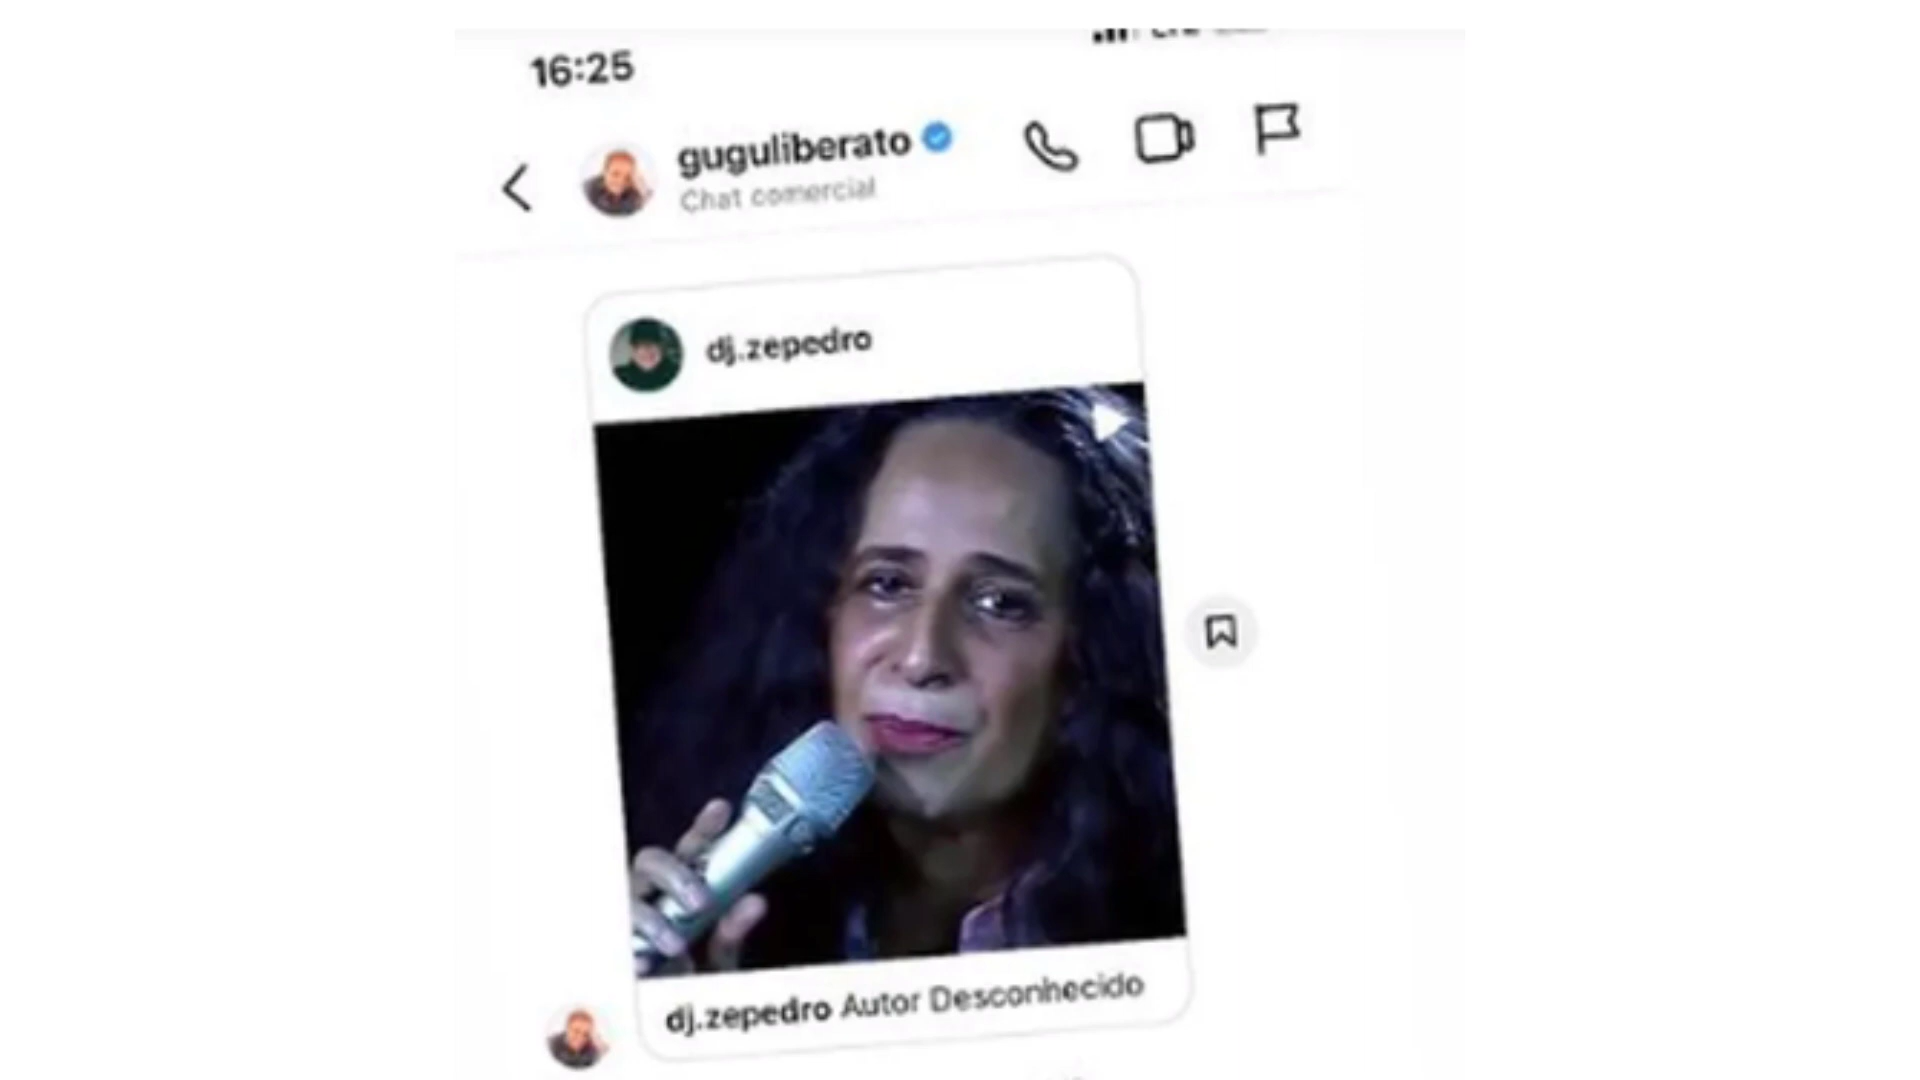 16:25
guguliberato
Chat comercial
dj.zepedro
dj.zepedro Autor Desconhecido